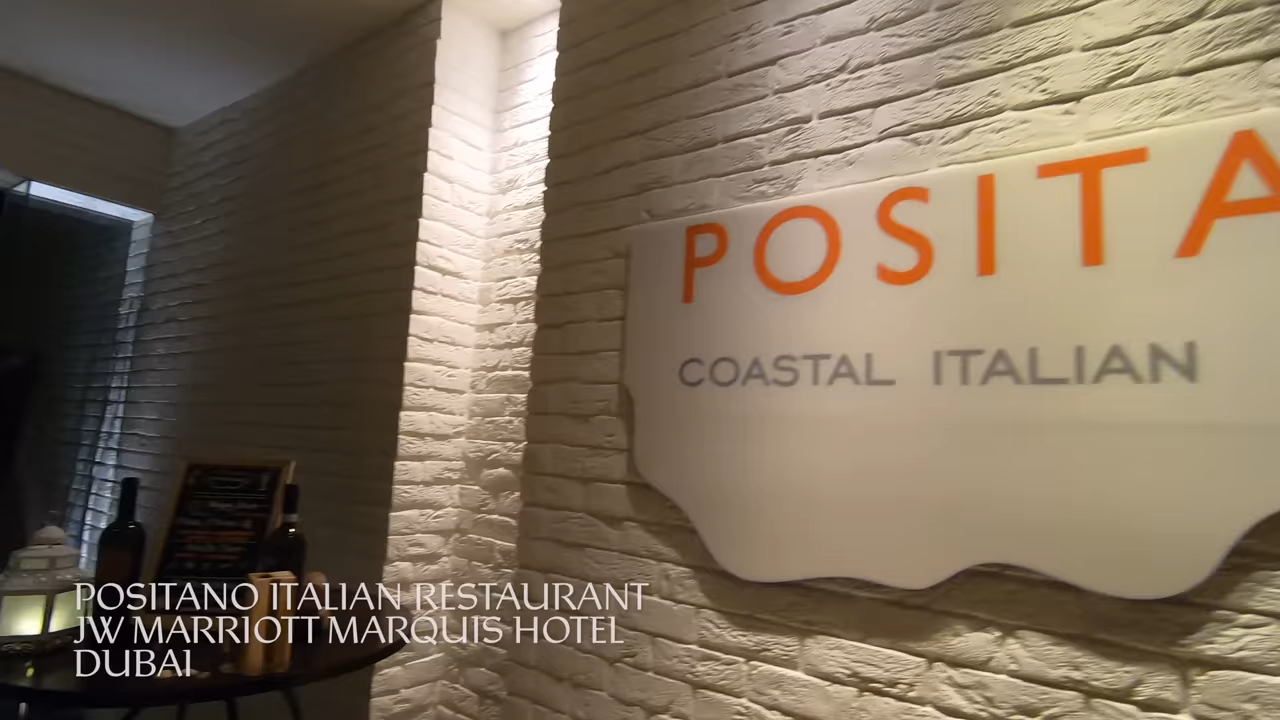 POSITA
COASTAL ITALIAN
POSITANO ITALIAN RESTAURANT
JW MARRIOTT MARQUIS HOTEL
DUBAI